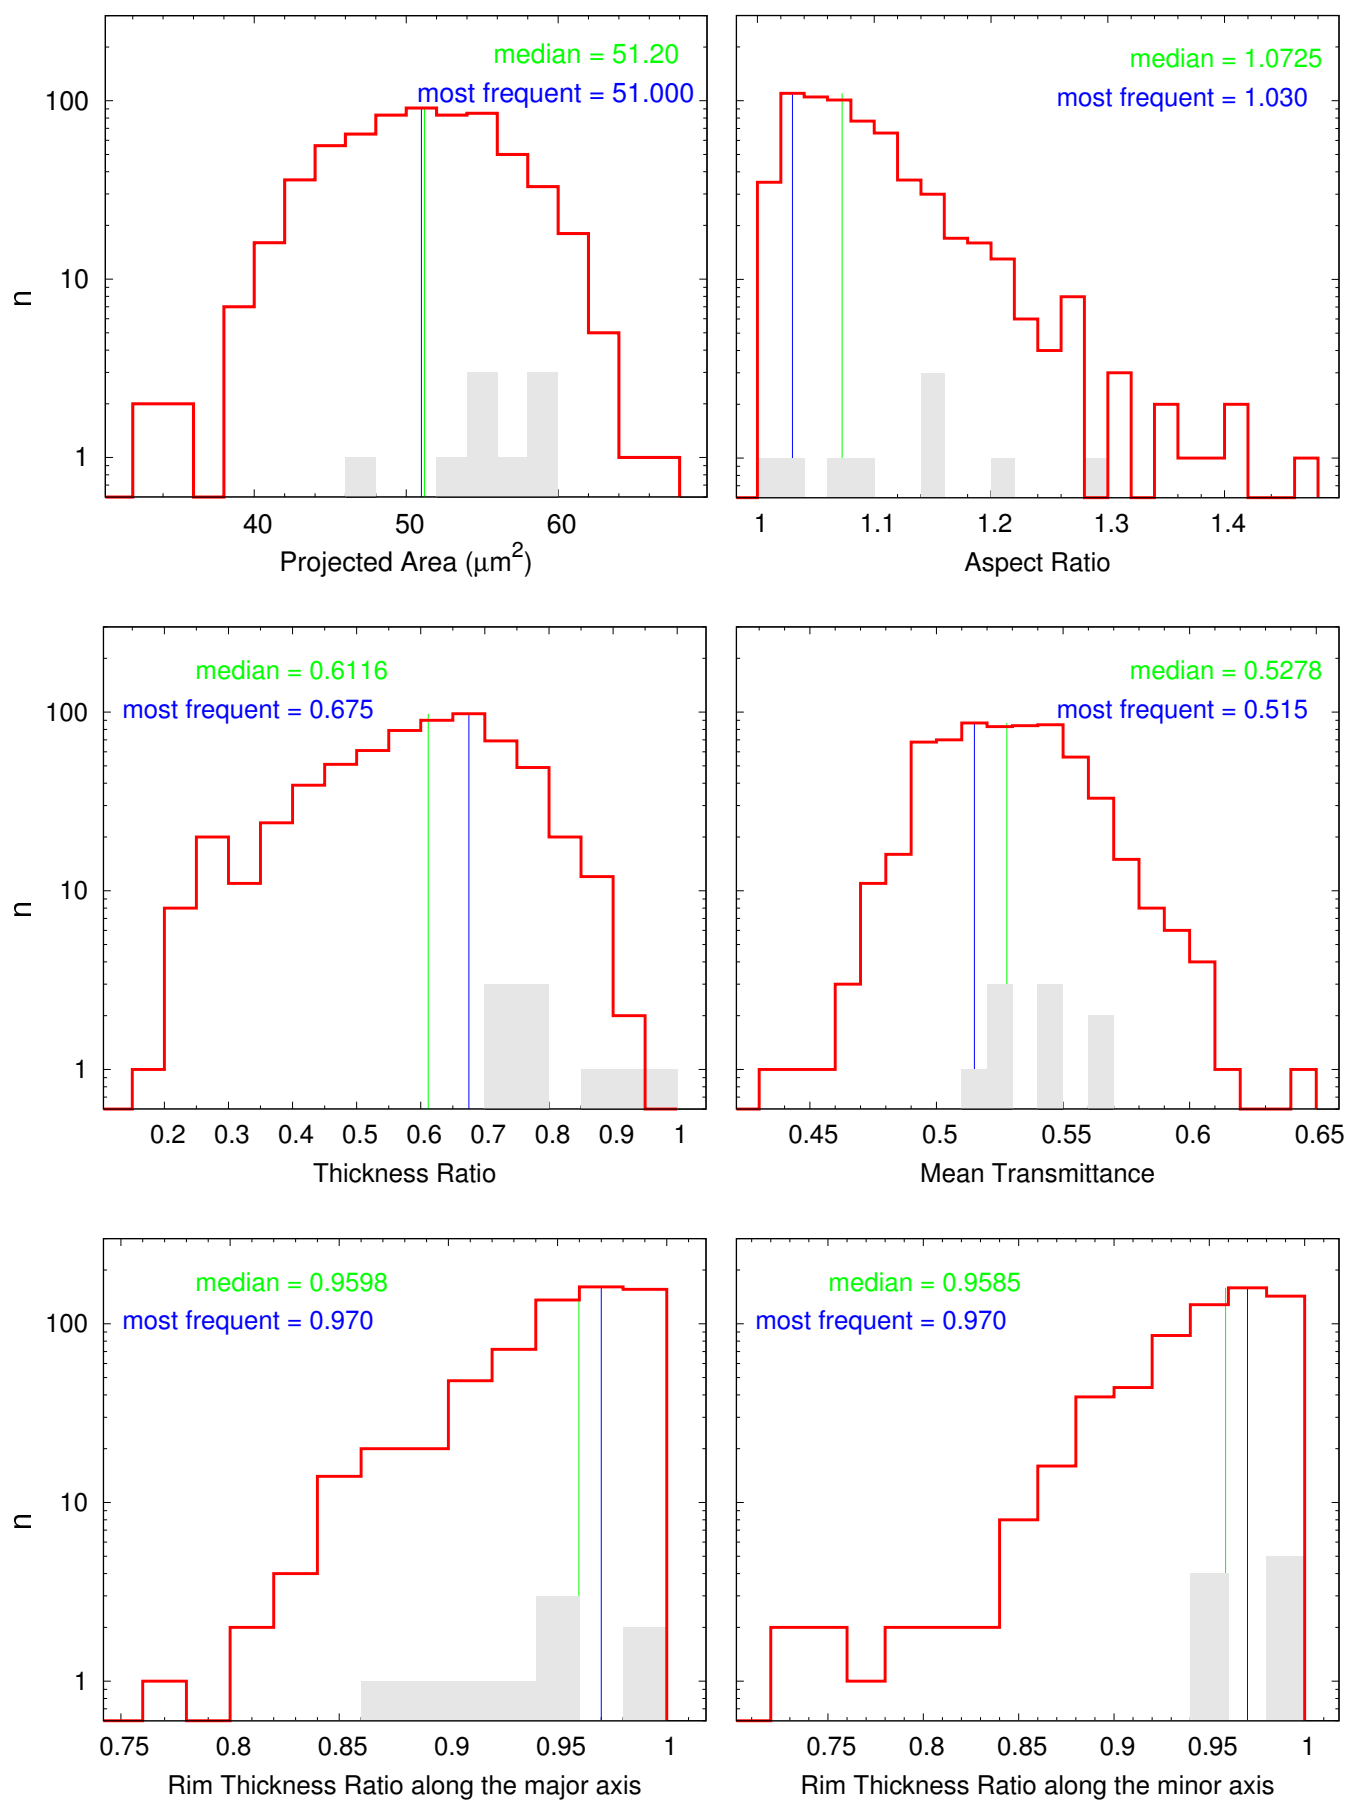 median = 51.20
most frequent = 51.000
100
10
1
n
40
50
60
Projected Area (μm²)
median = 1.0725
most frequent = 1.030
1
1.1
1.2
1.3
1.4
Aspect Ratio
median = 0.6116
most frequent = 0.675
100
10
1
n
0.2
0.3
0.4
0.5
0.6
0.7
0.8
0.9
1
Thickness Ratio
median = 0.5278
most frequent = 0.515
0.45
0.5
0.55
0.6
0.65
Mean Transmittance
median = 0.9598
most frequent = 0.970
100
10
1
n
0.75
0.8
0.85
0.9
0.95
1
Rim Thickness Ratio along the major axis
median = 0.9585
most frequent = 0.970
0.75
0.8
0.85
0.9
0.95
1
Rim Thickness Ratio along the minor axis